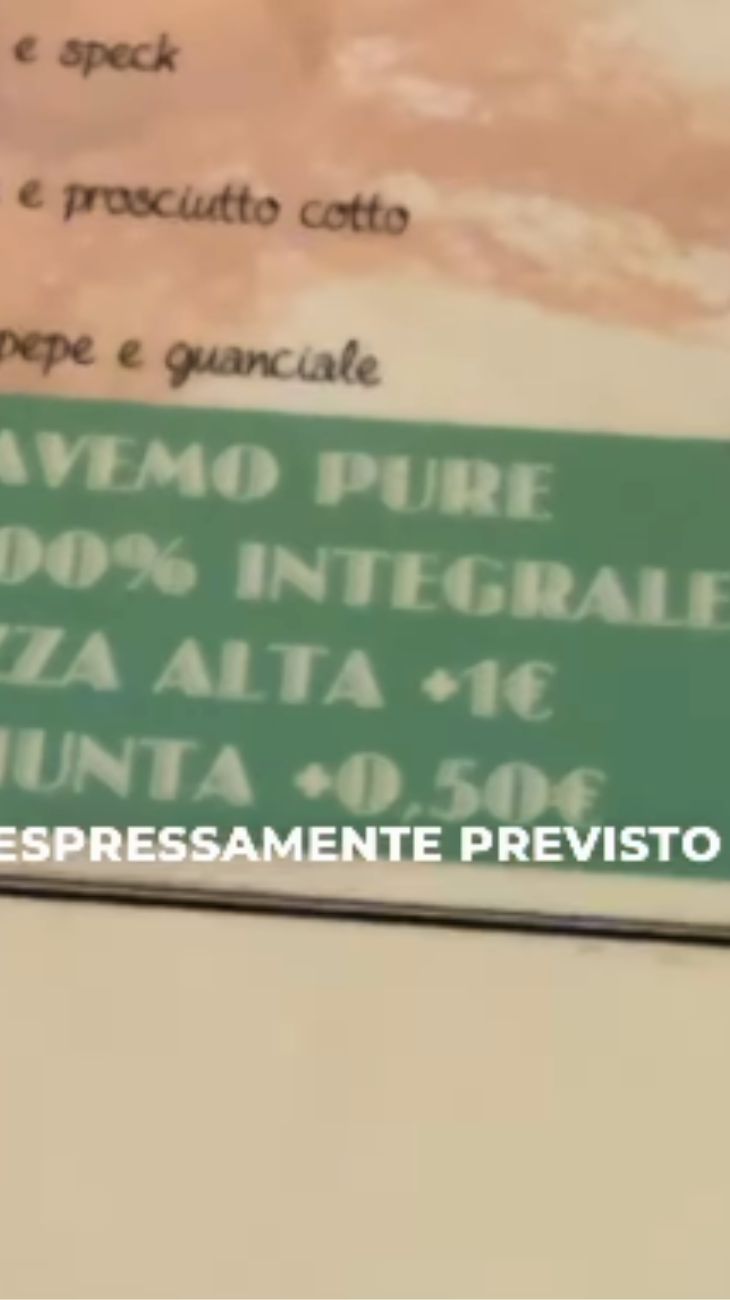 e speck
e prosciutto cotto
pepe e guanciale
AVEMO PURE
00% INTEGRALE
ZZA ALTA +1€
IUNTA +0,50€
ESPRESSAMENTE PREVISTO